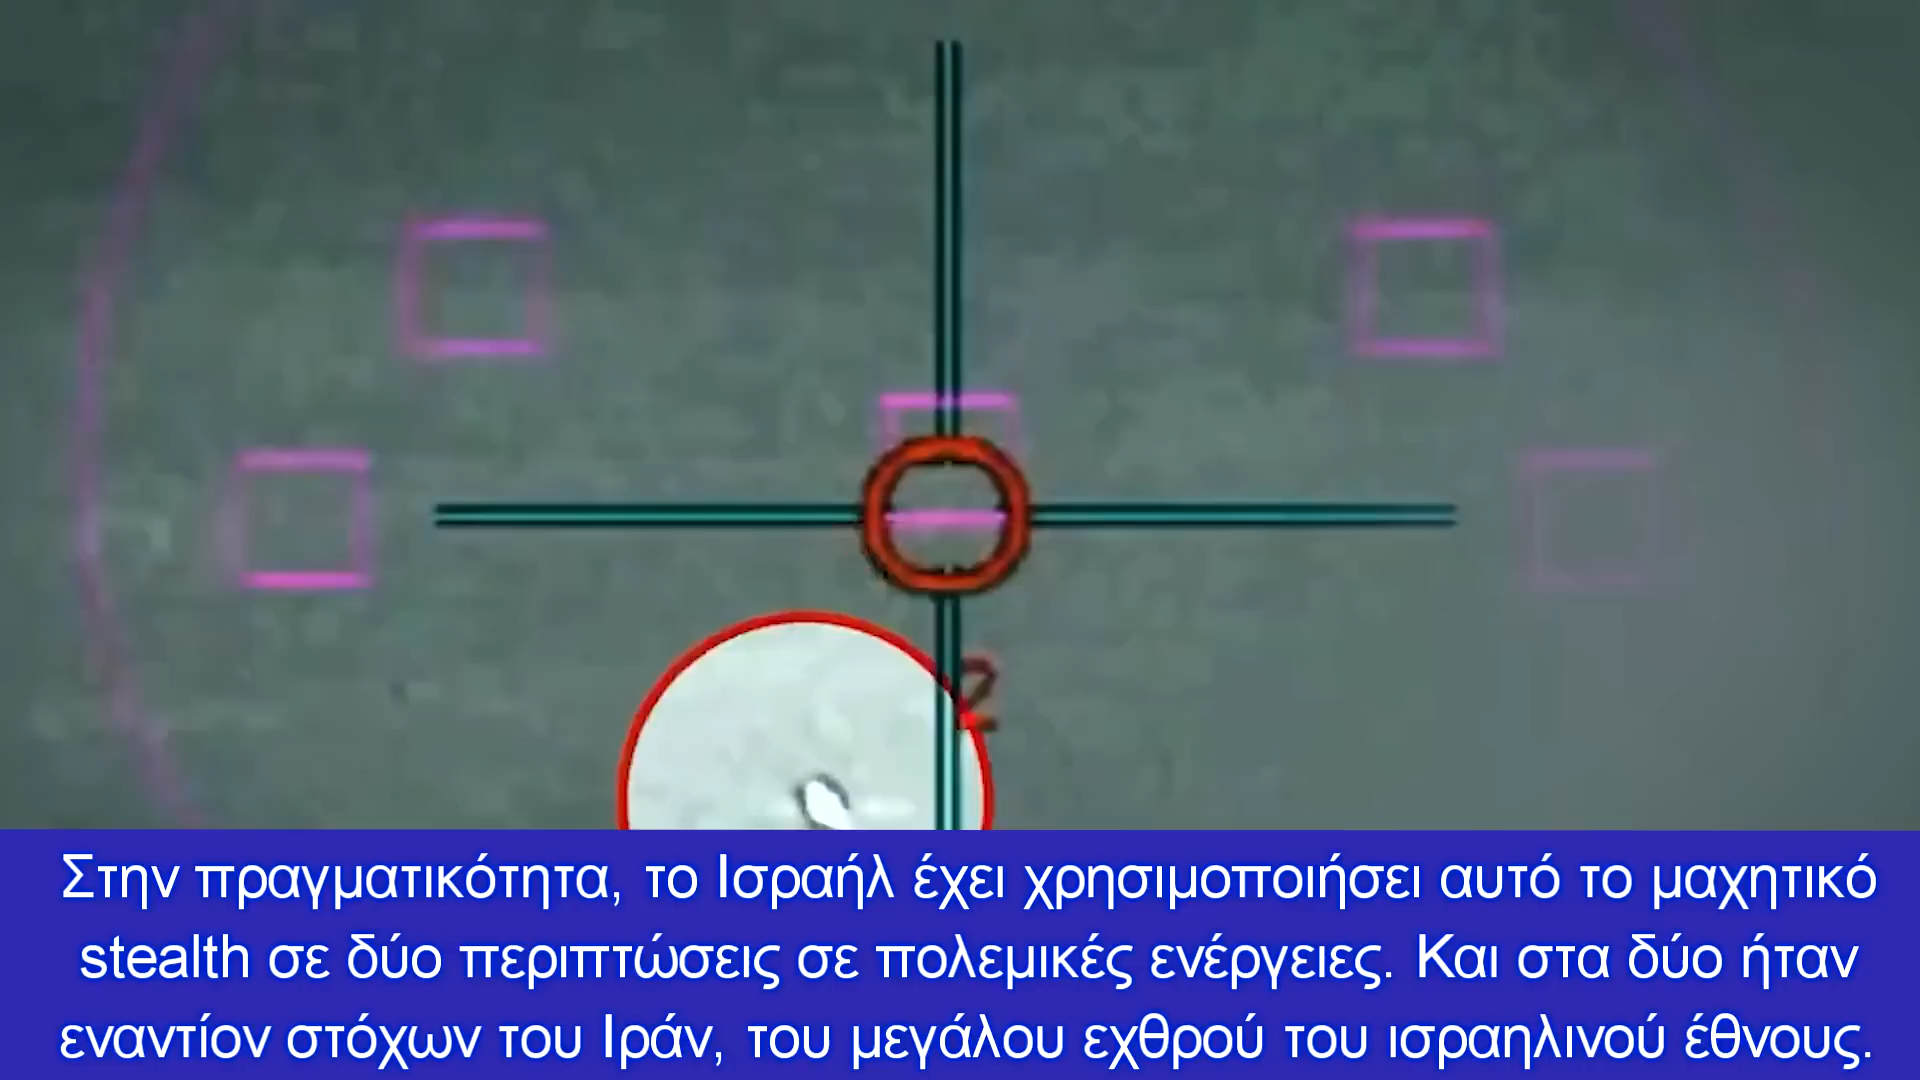 2
Στην πραγματικότητα, το Ισραήλ έχει χρησιμοποιήσει αυτό το μαχητικό
stealth σε δύο περιπτώσεις σε πολεμικές ενέργειες. Και στα δύο ήταν
εναντίον στόχων του Ιράν, του μεγάλου εχθρού του ισραηλινού έθνους.